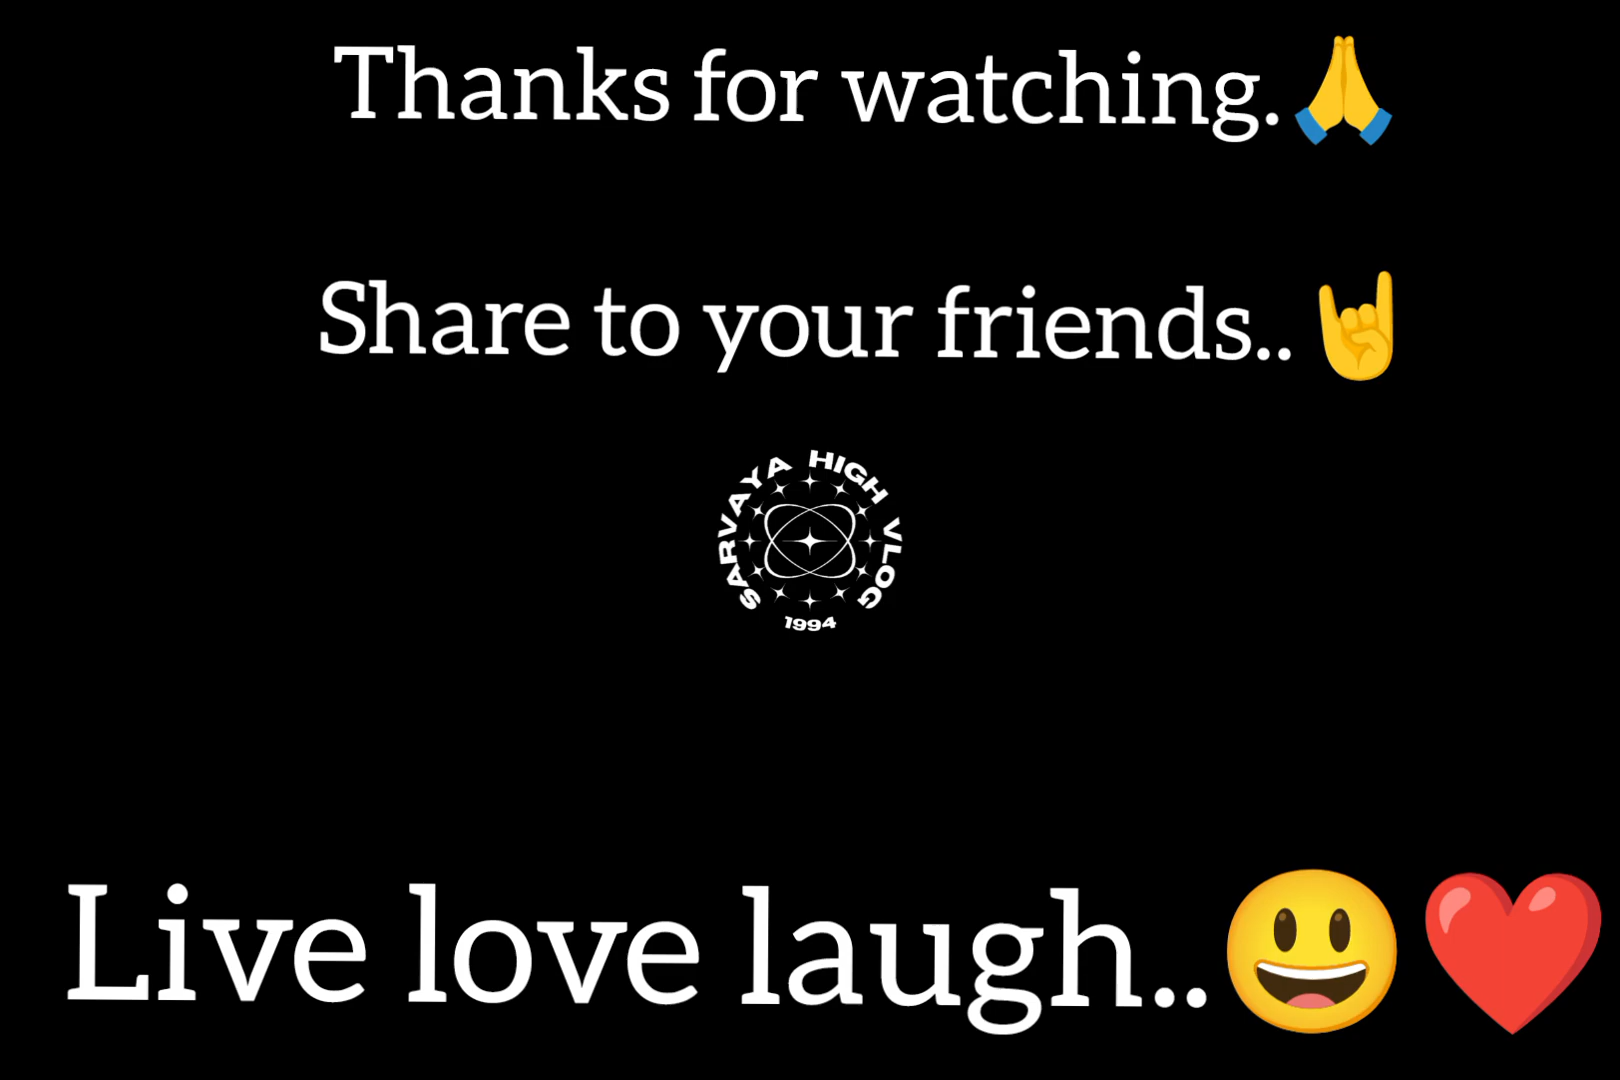 Thanks for watching.🙏
Share to your friends.. 🤘
SARVAYA HIGH VLOG
1994
Live love laugh..😃❤️